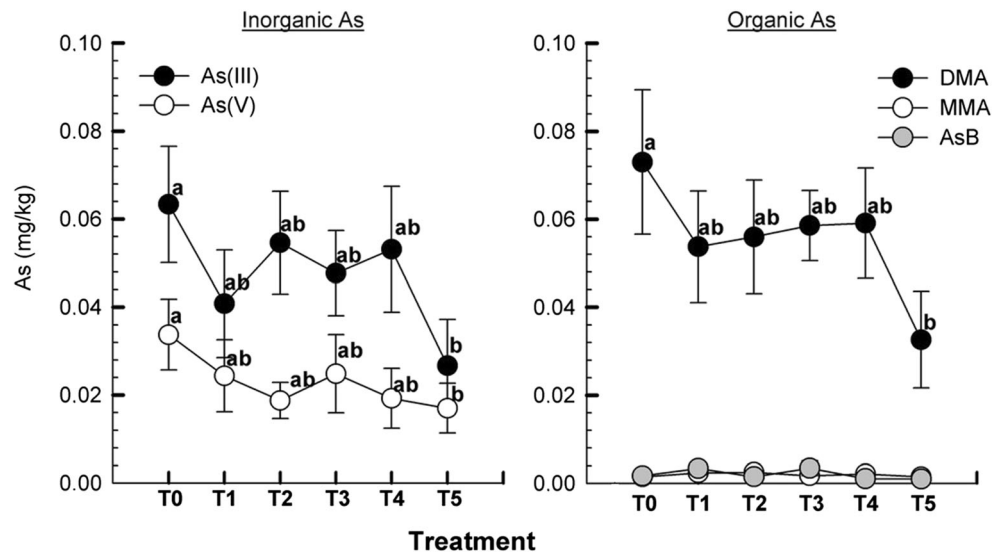 Inorganic As
Organic As
0.10
0.08
0.06
0.04
0.02
0.00
As (mg/kg)
As(III)
As(V)
a
ab
ab
ab
ab
b
a
ab
ab
ab
ab
b
T0 T1 T2 T3 T4 T5
0.10
0.08
0.06
0.04
0.02
0.00
DMA
MMA
AsB
a
ab
ab
ab
ab
b
T0 T1 T2 T3 T4 T5
Treatment